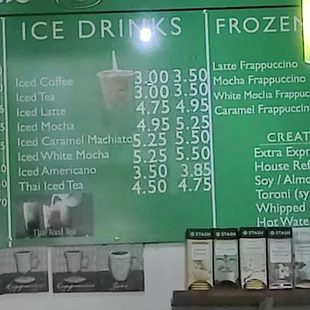 ICE DRINKS
Iced Coffee 3.00 3.50
Iced Tea 3.00 3.50
Iced Latte 4.75 4.95
Iced Mocha 4.95 5.25
Iced Caramel Machiato 5.25 5.50
Iced White Mocha 5.25 5.50
Iced Americano 3.50 3.85
Thai Iced Tea 4.50 4.75
Thai Iced Tea
FROZEN
Latte Frappuccino
Mocha Frappuccino
White Mocha Frappuc
Caramel Frappuccino
CREAT
Extra Expr
House Ref
Soy / Almo
Toroni (sy
Whipped
Hot Wate
STASH STASH STASH STASH STASH